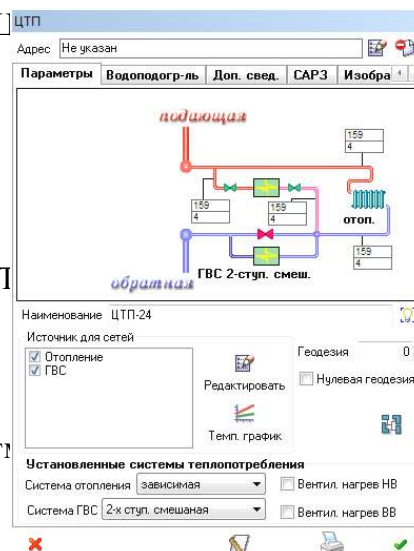 ЦТП
Адрес Не указан
Параметры Водоподогр-ль Доп. свед. САРЗ Изобра
подающая
159
4
159
4
159
4
отоп.
159
4
обратная
ГВС 2-ступ. смеш.
Наименование ЦТП-24
Источник для сетей
Отопление
ГВС
Редактировать
Темп. график
Геодезия 0
Нулевая геодезия
Установленные системы теплопотребления
Система отопления зависимая
Вентил. нагрев НВ
Система ГВС 2-х ступ. смешаная
Вентил. нагрев ВВ